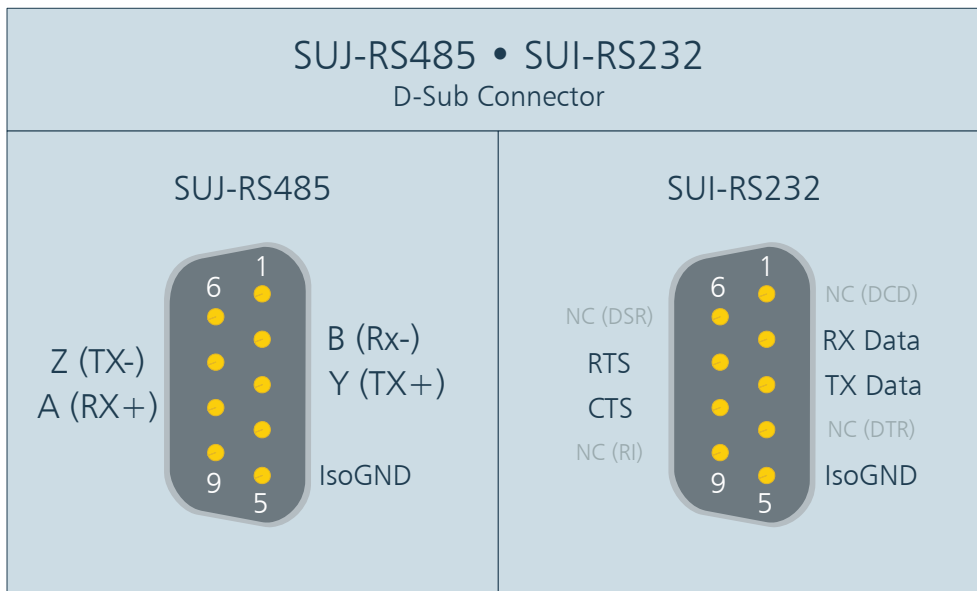 SUJ-RS485 • SUI-RS232
D-Sub Connector
SUJ-RS485
1
6
B (Rx-)
Z (TX-)
Y (TX+)
A (RX+)
9
IsoGND
5
SUI-RS232
1
6
NC (DCD)
NC (DSR)
RX Data
RTS
TX Data
CTS
NC (DTR)
NC (RI)
9
IsoGND
5